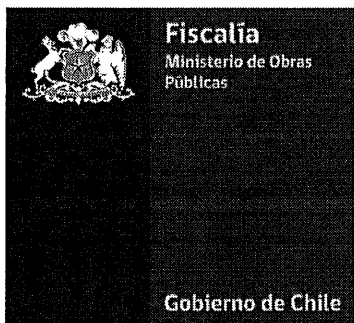 Fiscalía
Ministerio de Obras
Públicas
Gobierno de Chile